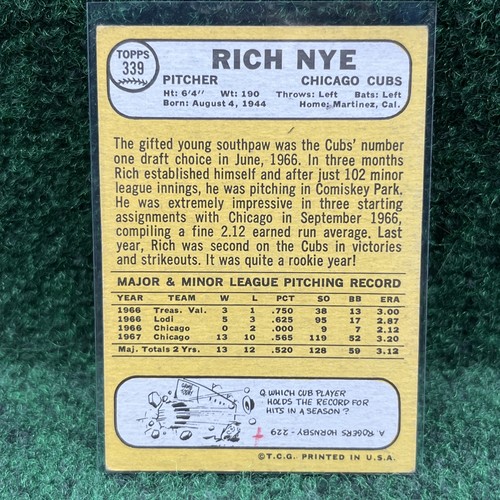 TOPPS
339
RICH NYE
PITCHER CHICAGO CUBS
Ht: 6'4" Wt: 190 Throws: Left Bats: Left
Born: August 4, 1944 Home: Martinez, Cal.
The gifted young southpaw was the Cubs' number
one draft choice in June, 1966. In three months
Rich established himself and after just 102 minor
league innings, he was pitching in Comiskey Park.
He was extremely impressive in three starting
assignments with Chicago in September 1966,
compiling a fine 2.12 earned run average. Last
year, Rich was second on the Cubs in victories
and strikeouts. It was quite a rookie year!
MAJOR & MINOR LEAGUE PITCHING RECORD
YEAR TEAM W L PCT SO BB ERA
1966 Treas. Val. 3 1 .750 38 13 3.00
1966 Lodi 5 3 .625 95 17 2.87
1966 Chicago 0 2 .000 9 7 2.12
1967 Chicago 13 10 .565 119 52 3.20
Maj. Totals 2 Yrs. 13 12 .520 128 59 3.12
Q. WHICH CUB PLAYER
HOLDS THE RECORD FOR
HITS IN A SEASON?
A. ROGERS HORNSBY - 229
©T.C.G. PRINTED IN U.S.A.